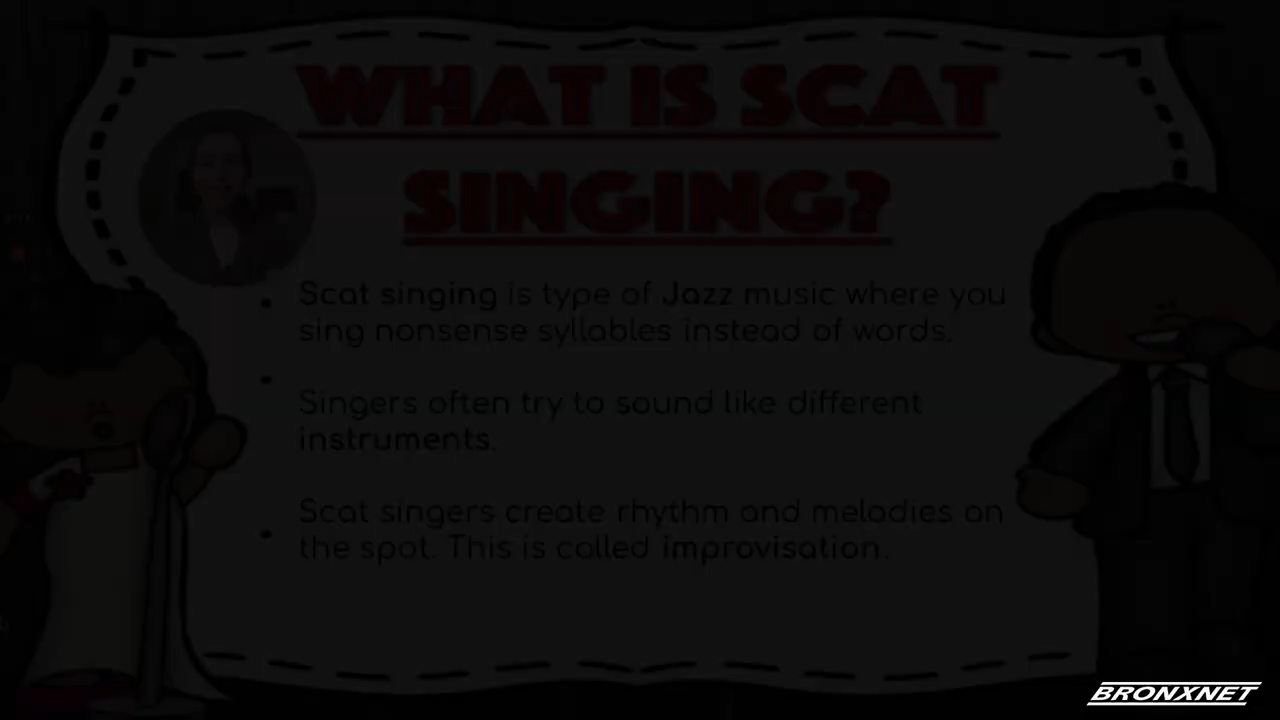 WHAT IS SCAT
SINGING?
• Scat singing is type of Jazz music where you
sing nonsense syllables instead of words.
• Singers often try to sound like different
instruments.
• Scat singers create rhythm and melodies on
the spot. This is called improvisation.
BRONXNET